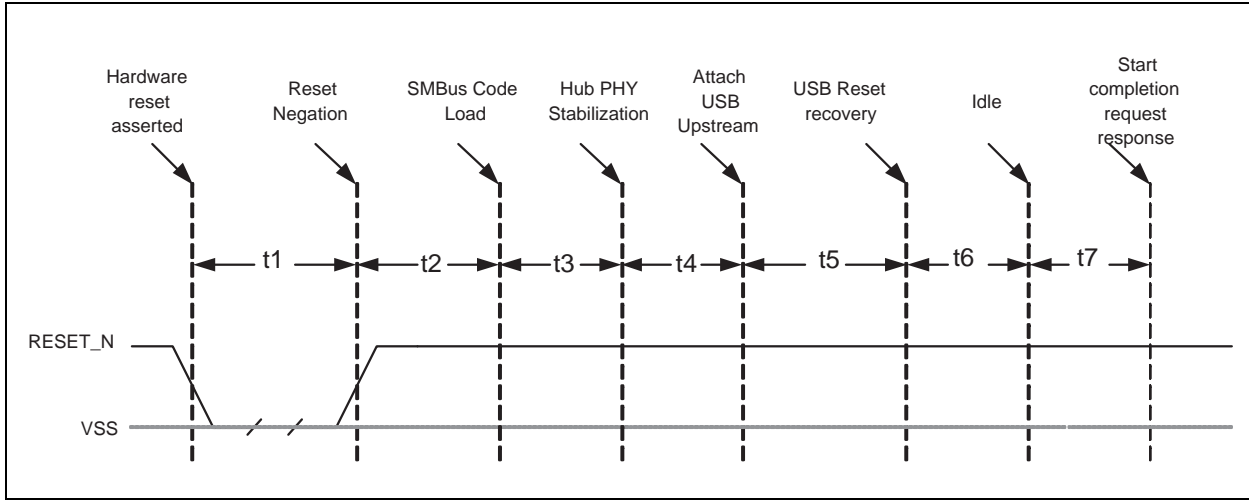 Hardware
reset
asserted
Reset
Negation
SMBus Code
Load
Hub PHY
Stabilization
Attach
USB
Upstream
USB Reset
recovery
Idle
Start
completion
request
response
t1
t2
t3
t4
t5
t6
t7
RESET_N
VSS